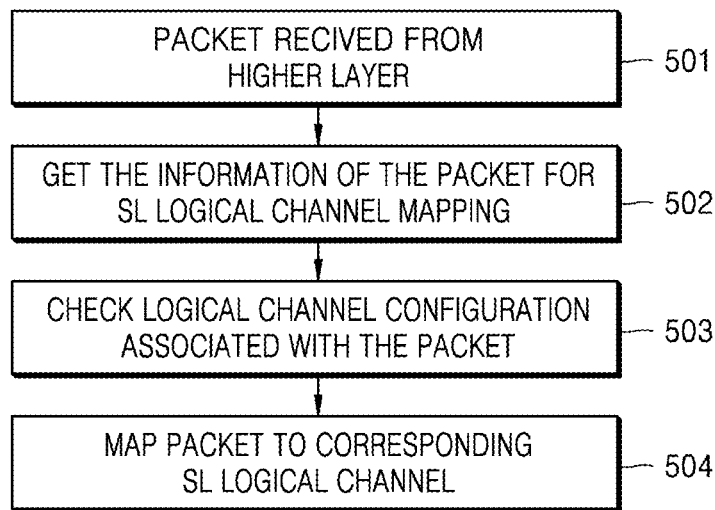 PACKET RECIVED FROM
HIGHER LAYER
501
GET THE INFORMATION OF THE PACKET FOR
SL LOGICAL CHANNEL MAPPING
502
CHECK LOGICAL CHANNEL CONFIGURATION
ASSOCIATED WITH THE PACKET
503
MAP PACKET TO CORRESPONDING
SL LOGICAL CHANNEL
504